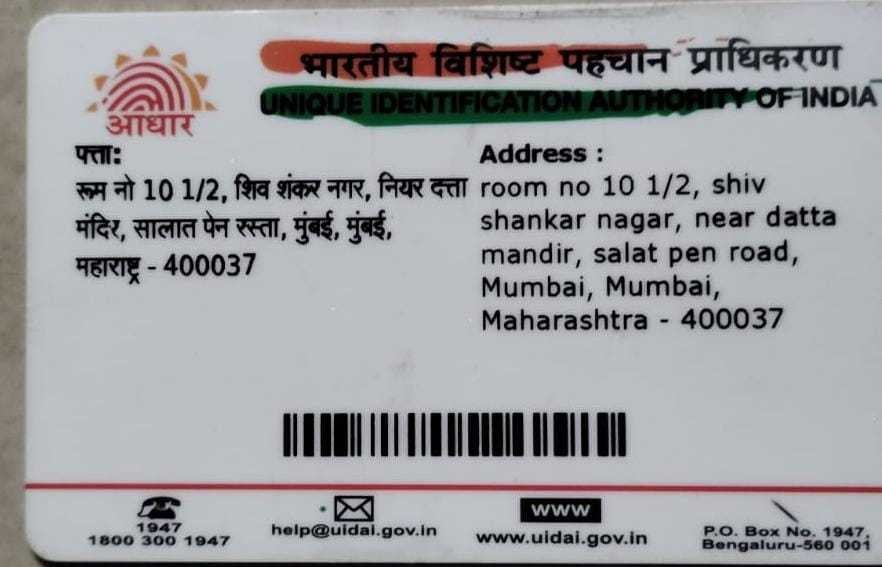 भारतीय विशिष्ट पहचान प्राधिकरण
UNIQUE IDENTIFICATION AUTHORITY OF INDIA
आधार
पत्ता:
रूम नो 10 1/2, शिव शंकर नगर, नियर दत्ता
मंदिर, सालात पेन रस्ता, मुंबई, मुंबई,
महाराष्ट्र - 400037
Address :
room no 10 1/2, shiv
shankar nagar, near datta
mandir, salat pen road,
Mumbai, Mumbai,
Maharashtra - 400037
1947
1800 300 1947
help@uidai.gov.in
www
www.uidai.gov.in
P.O. Box No. 1947,
Bengaluru-560 001